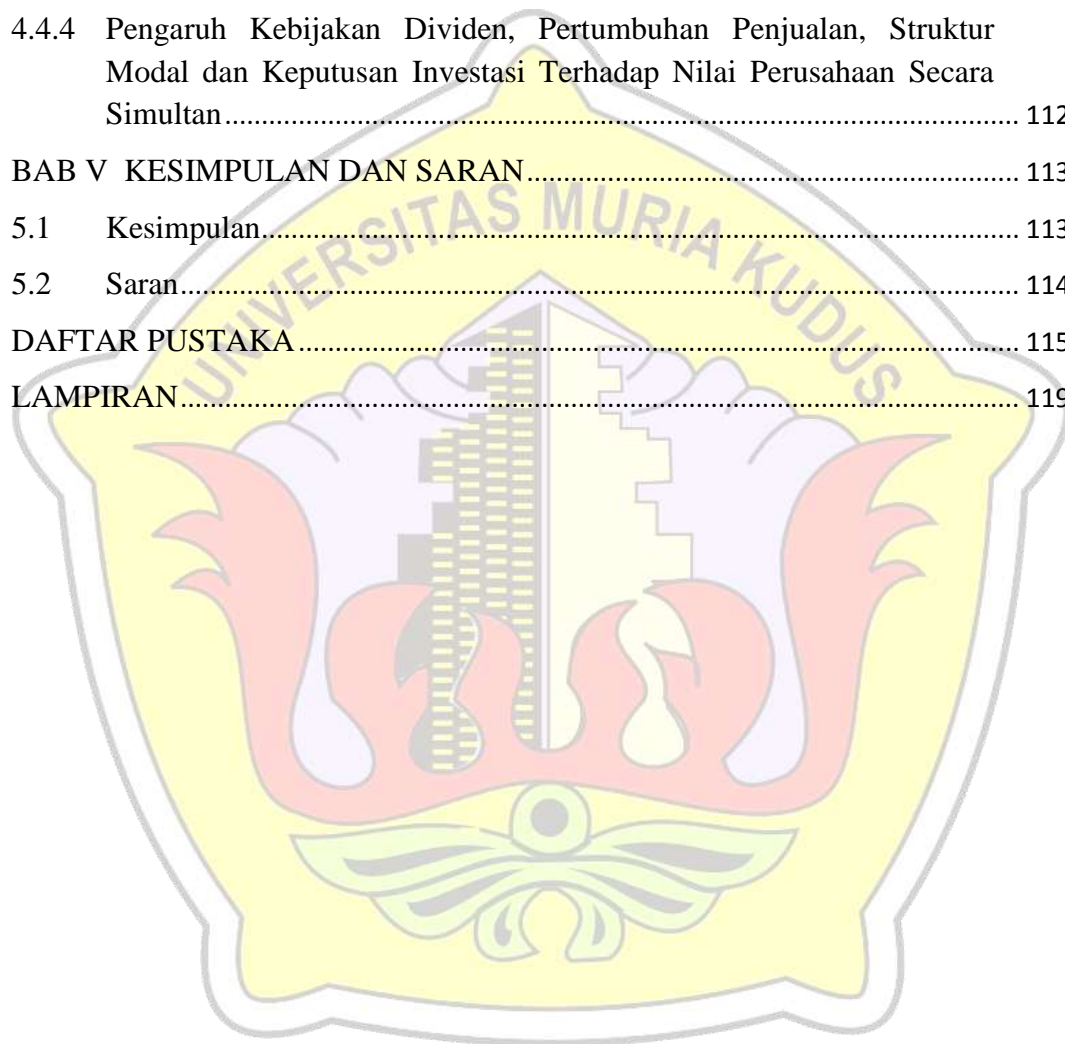 4.4.4 Pengaruh Kebijakan Dividen, Pertumbuhan Penjualan, Struktur
Modal dan Keputusan Investasi Terhadap Nilai Perusahaan Secara
Simultan.......................................................................................... 112
BAB V KESIMPULAN DAN SARAN........................................................ 113
5.1 Kesimpulan...................................................................................... 113
5.2 Saran............................................................................................... 114
DAFTAR PUSTAKA................................................................................. 115
LAMPIRAN.............................................................................................. 119
UNIVERSITAS MURIA KUDUS